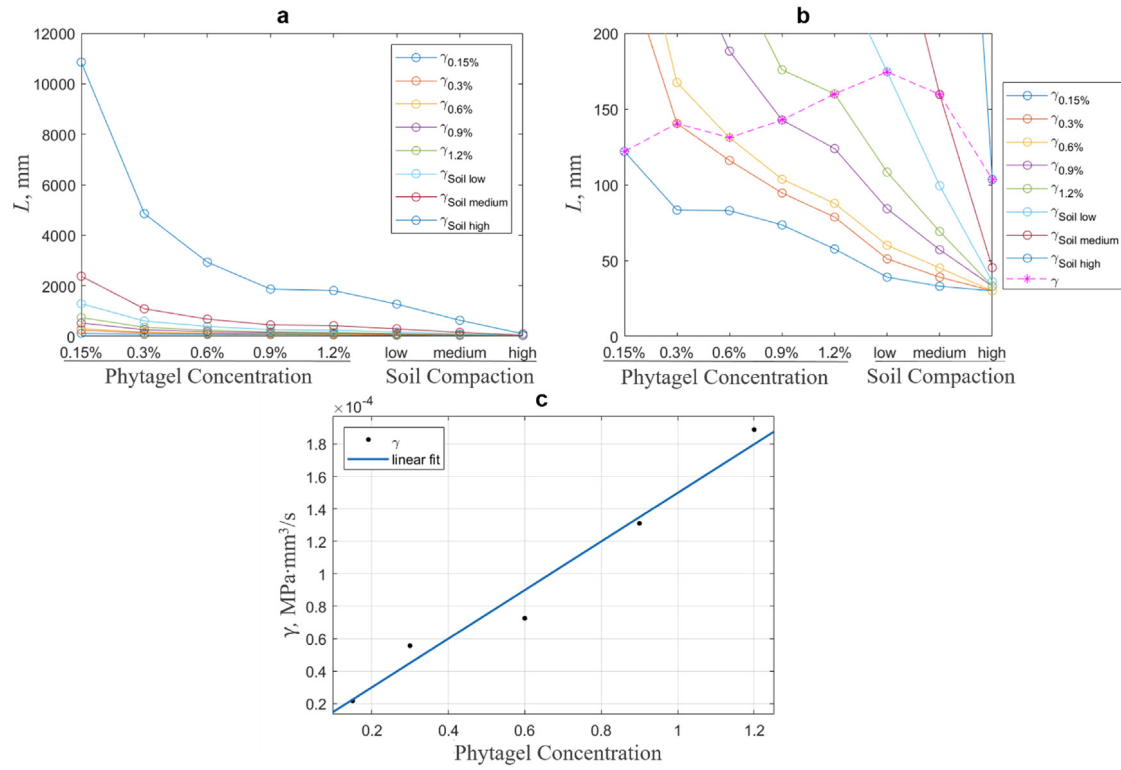 a
12000
10000
8000
6000
4000
2000
0
L, mm
γ0.15%
γ0.3%
γ0.6%
γ0.9%
γ1.2%
γSoil low
γSoil medium
γSoil high
0.15% 0.3% 0.6% 0.9% 1.2% low medium high
Phytagel Concentration Soil Compaction
b
200
150
100
50
0
L, mm
γ0.15%
γ0.3%
γ0.6%
γ0.9%
γ1.2%
γSoil low
γSoil medium
γSoil high
γ
0.15% 0.3% 0.6% 0.9% 1.2% low medium high
Phytagel Concentration Soil Compaction
c
×10⁻⁴
γ
linear fit
1.8
1.6
1.4
1.2
1
0.8
0.6
0.4
0.2
γ, MPa·mm³/s
0.2 0.4 0.6 0.8 1 1.2
Phytagel Concentration